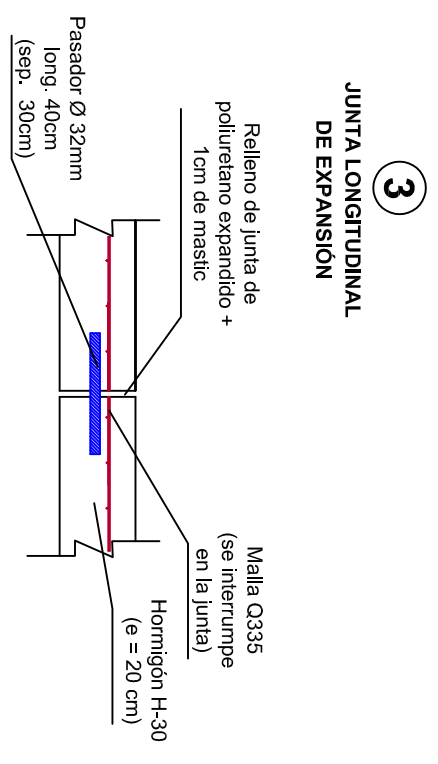 3
JUNTA LONGITUDINAL
DE EXPANSIÓN
Relleno de junta de
poliuretano expandido +
1cm de mastic
Malla Q335
(se interrumpe
en la junta)
Pasador Ø 32mm
long. 40cm
(sep. 30cm)
Hormigón H-30
(e = 20 cm)